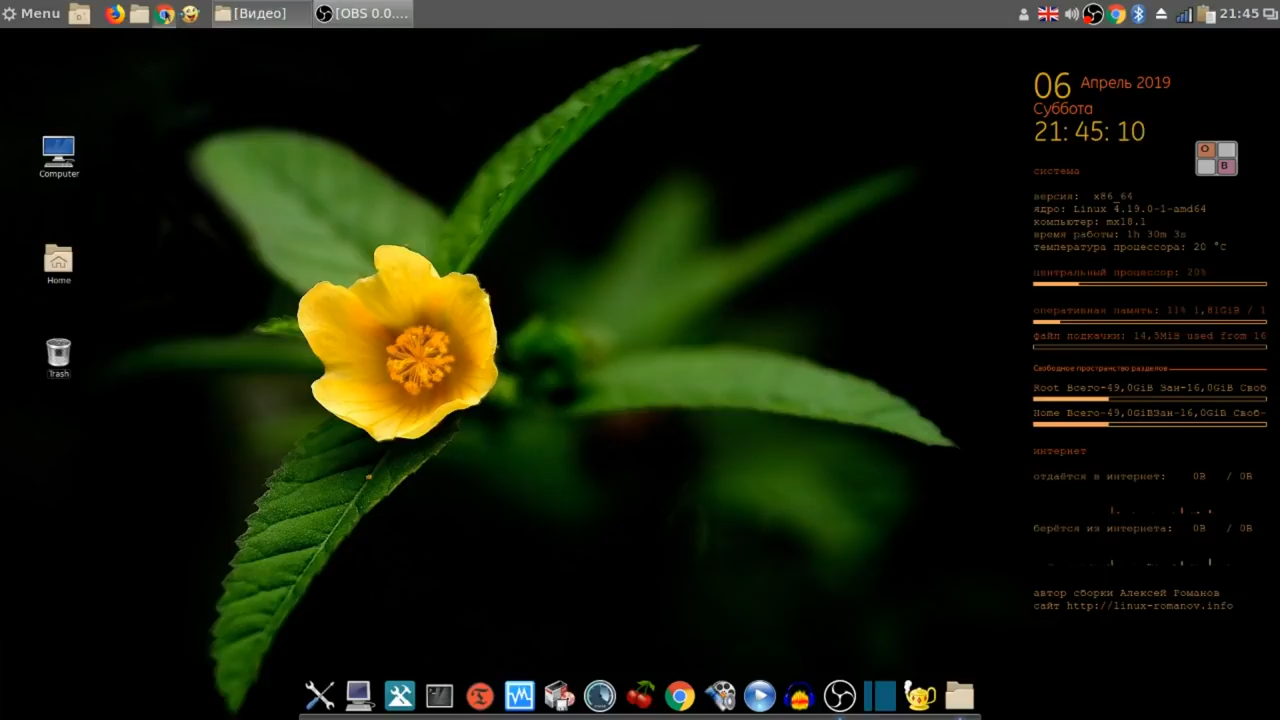 Menu [Видео] [OBS 0.0.... 21:45
Computer
Home
Trash
06 Апрель 2019
Суббота
21: 45: 10
O
B
система
версия: x86_64
ядро: Linux 4.19.0-1-amd64
компьютер: mx18.1
время работы: 1h 30m 3s
температура процессора: 20 °C
центральный процессор: 20%
оперативная память: 11% 1,81GiB / 1
файл подкачки: 14,3MiB used from 16
Свободное пространство разделов
Root Всего-49,0GiB Зан-16,0GiB Своб
Home Всего-49,0GiBЗан-16,0GiB Своб-
интернет
отдаётся в интернет: 0B / 0B
берётся из интернета: 0B / 0B
автор сборки Алексей Романов
сайт http://linux-romanov.info